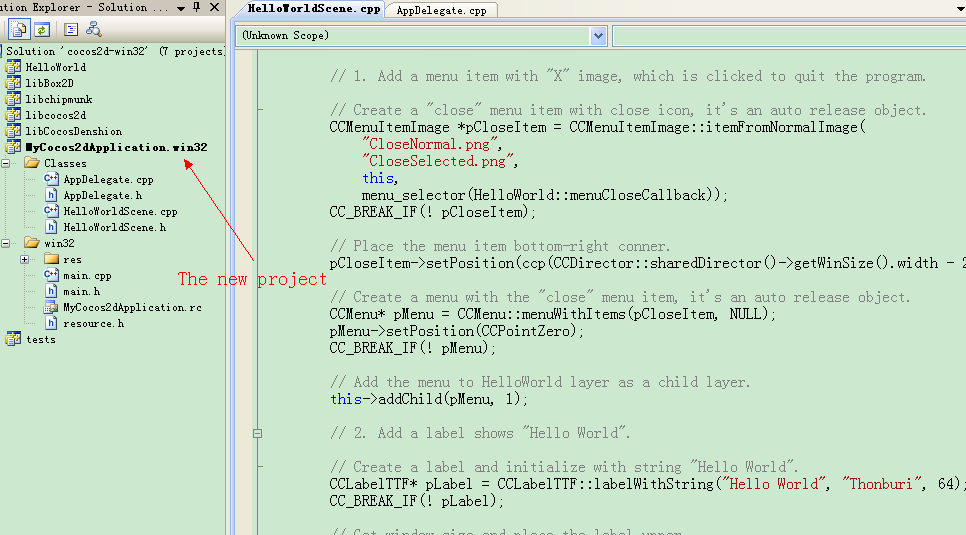 ution Explorer - Solution ...
Solution 'cocos2d-win32' (7 projects
HelloWorld
libBox2D
libchipmunk
libcocos2d
libCocosDenshion
MyCocos2dApplication.win32
Classes
AppDelegate.cpp
AppDelegate.h
HelloWorldScene.cpp
HelloWorldScene.h
win32
res
main.cpp
main.h
MyCocos2dApplication.rc
resource.h
tests
The new project
HelloWorldScene.cpp AppDelegate.cpp
(Unknown Scope)
// 1. Add a menu item with "X" image, which is clicked to quit the program.
// Create a "close" menu item with close icon, it's an auto release object.
CCMenuItemImage *pCloseItem = CCMenuItemImage::itemFromNormalImage(
"CloseNormal.png",
"CloseSelected.png",
this,
menu_selector(HelloWorld::menuCloseCallback));
CC_BREAK_IF(! pCloseItem);
// Place the menu item bottom-right conner.
pCloseItem->setPosition(ccp(CCDirector::sharedDirector()->getWinSize().width - 2
// Create a menu with the "close" menu item, it's an auto release object.
CCMenu* pMenu = CCMenu::menuWithItems(pCloseItem, NULL);
pMenu->setPosition(CCPointZero);
CC_BREAK_IF(! pMenu);
// Add the menu to HelloWorld layer as a child layer.
this->addChild(pMenu, 1);
// 2. Add a label shows "Hello World".
// Create a label and initialize with string "Hello World".
CCLabelTTF* pLabel = CCLabelTTF::labelWithString("Hello World", "Thonburi", 64);
CC_BREAK_IF(! pLabel);
// Get window size and place the label upper.